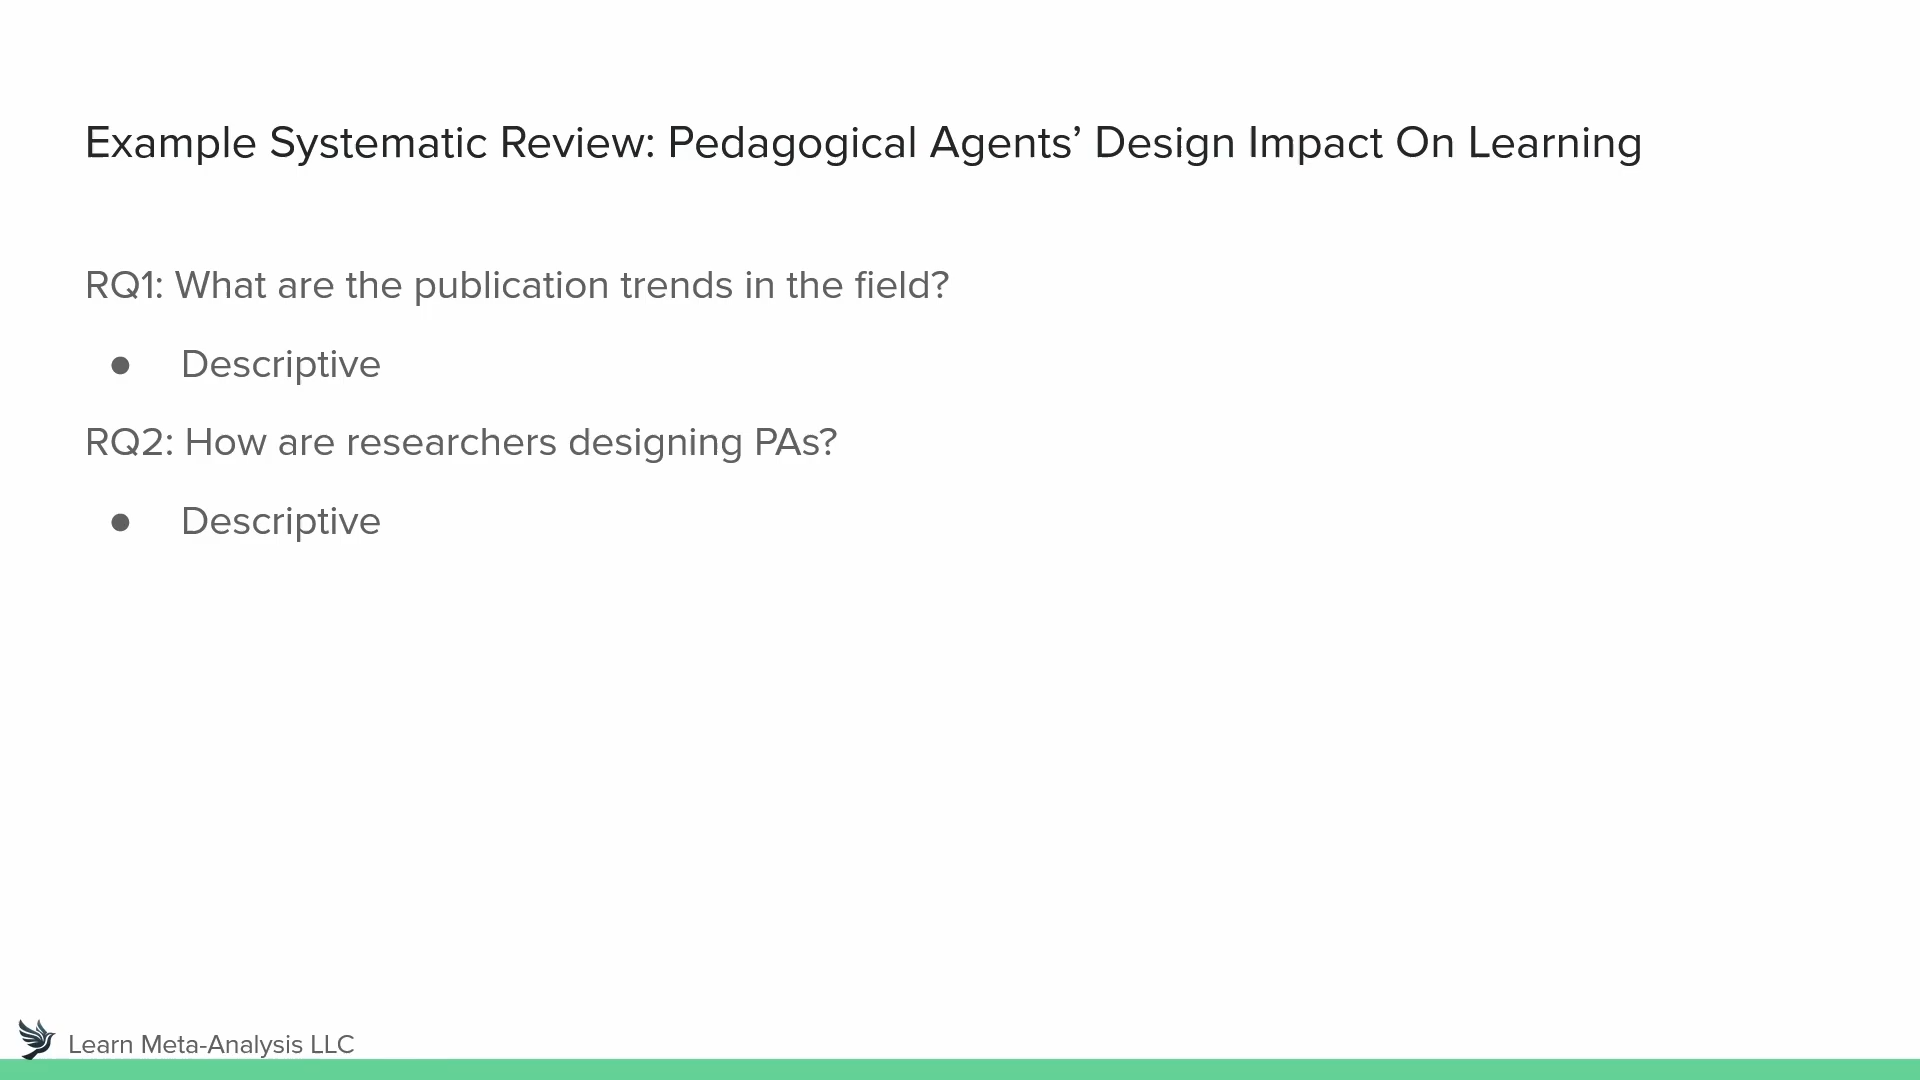 Example Systematic Review: Pedagogical Agents’ Design Impact On Learning
RQ1: What are the publication trends in the field?
● Descriptive
RQ2: How are researchers designing PAs?
● Descriptive
Learn Meta-Analysis LLC